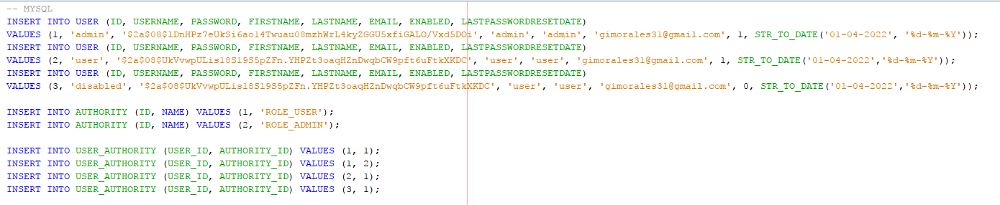 -- MYSQL
INSERT INTO USER (ID, USERNAME, PASSWORD, FIRSTNAME, LASTNAME, EMAIL, ENABLED, LASTPASSWORDRESETDATE)
VALUES (1, 'admin', '$2a$08$lDnHPz7eUkSi6ao14Twuau08mzhWrL4kyZGGU5xfiGALO/Vxd5DOi', 'admin', 'admin', 'gimorales31@gmail.com', 1, STR_TO_DATE('01-04-2022', '%d-%m-%Y'));
INSERT INTO USER (ID, USERNAME, PASSWORD, FIRSTNAME, LASTNAME, EMAIL, ENABLED, LASTPASSWORDRESETDATE)
VALUES (2, 'user', '$2a$08$UkVvwpULis18S19S5pZFn.YHPZt3oaqHZnDwqbCW9pft6uFtkXKDC', 'user', 'user', 'gimorales31@gmail.com', 1, STR_TO_DATE('01-04-2022','%d-%m-%Y'));
INSERT INTO USER (ID, USERNAME, PASSWORD, FIRSTNAME, LASTNAME, EMAIL, ENABLED, LASTPASSWORDRESETDATE)
VALUES (3, 'disabled', '$2a$08$UkVvwpULis18S19S5pZFn.YHPZt3oaqHZnDwqbCW9pft6uFtkXKDC', 'user', 'user', 'gimorales31@gmail.com', 0, STR_TO_DATE('01-04-2022','%d-%m-%Y'));
INSERT INTO AUTHORITY (ID, NAME) VALUES (1, 'ROLE_USER');
INSERT INTO AUTHORITY (ID, NAME) VALUES (2, 'ROLE_ADMIN');
INSERT INTO USER_AUTHORITY (USER_ID, AUTHORITY_ID) VALUES (1, 1);
INSERT INTO USER_AUTHORITY (USER_ID, AUTHORITY_ID) VALUES (1, 2);
INSERT INTO USER_AUTHORITY (USER_ID, AUTHORITY_ID) VALUES (2, 1);
INSERT INTO USER_AUTHORITY (USER_ID, AUTHORITY_ID) VALUES (3, 1);